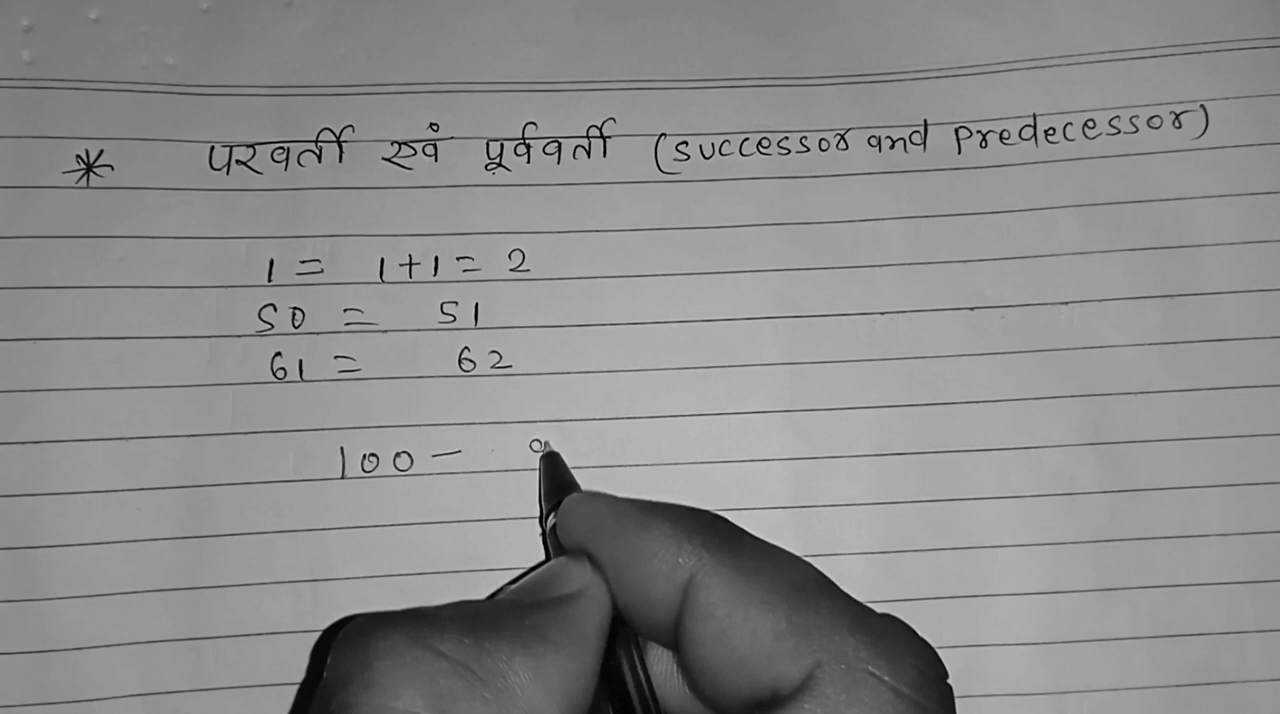 * परवर्ती एवं पूर्ववर्ती (successor and predecessor)
1 = 1+1 = 2
50 = 51
61 = 62
100 -